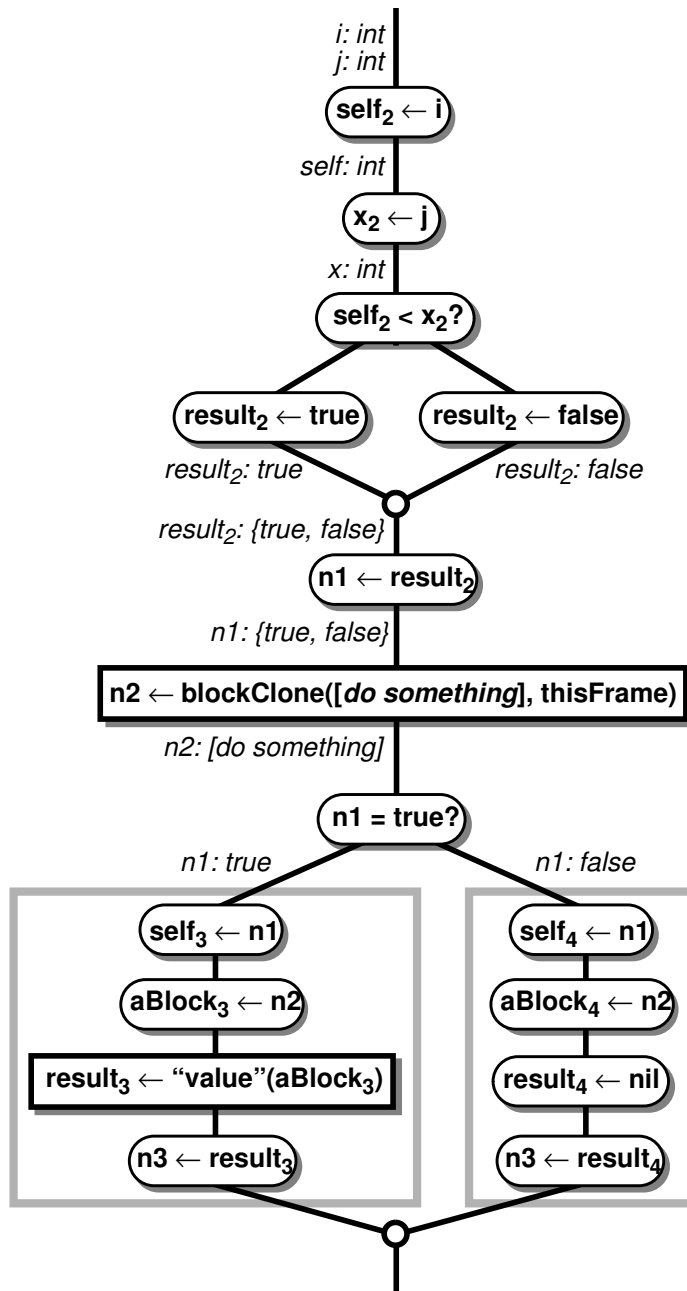 i: int
j: int
self₂ ← i
self: int
x₂ ← j
x: int
self₂ < x₂?
result₂ ← true
result₂ ← false
result₂: true
result₂: false
result₂: {true, false}
n1 ← result₂
n1: {true, false}
n2 ← blockClone([do something], thisFrame)
n2: [do something]
n1 = true?
n1: true
n1: false
self₃ ← n1
self₄ ← n1
aBlock₃ ← n2
aBlock₄ ← n2
result₃ ← “value”(aBlock₃)
result₄ ← nil
n3 ← result₃
n3 ← result₄